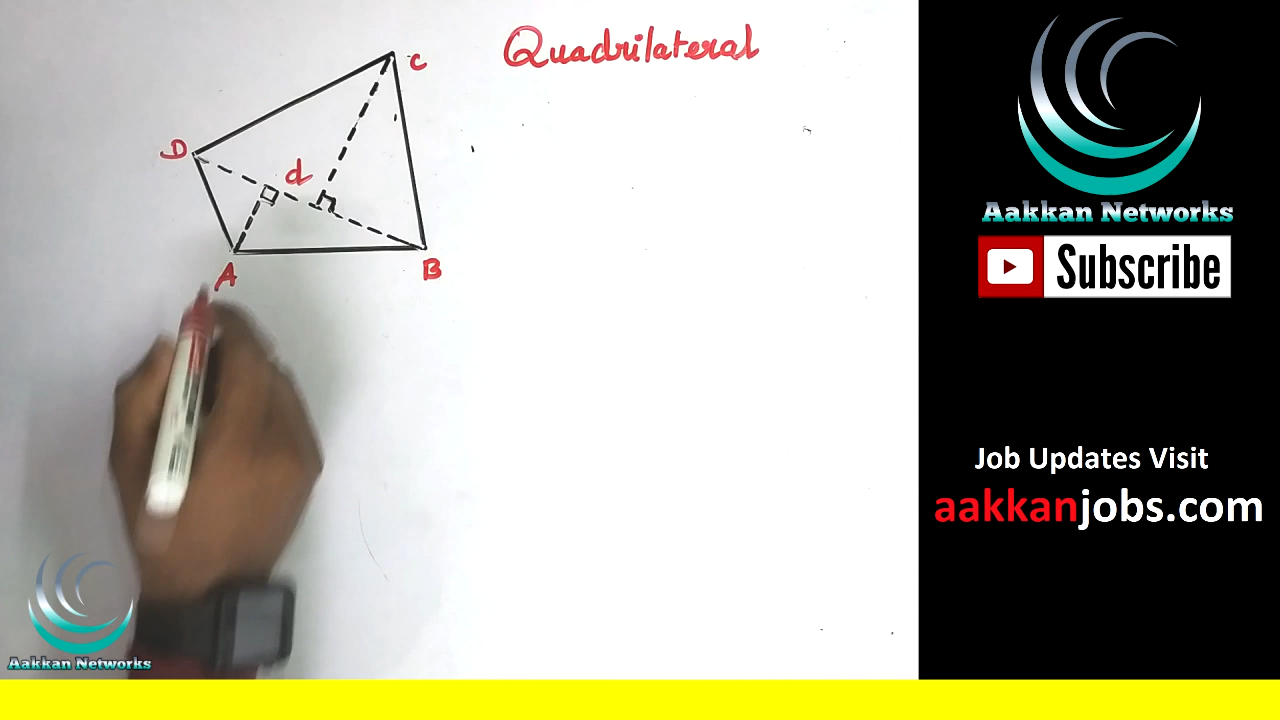 Quadrilateral
C
D
d
A
B
Aakkan Networks
Subscribe
Job Updates Visit
aakkanjobs.com
Aakkan Networks